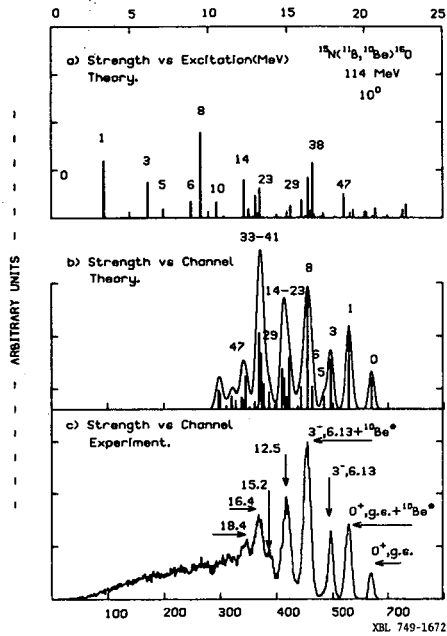 0 5 10 15 20 25
a) Strength vs Excitation(MeV)
Theory.
¹⁵N(¹¹B,¹⁰Be)¹⁶O
114 MeV
10⁰
0 1 3 5 6 8 10 14 23 29 38 47
ARBITRARY UNITS
b) Strength vs Channel
Theory.
47 33-41 29 14-23 8 6 5 3 1 0
c) Strength vs Channel
Experiment.
3⁻,6.13+¹⁰Be*
12.5
3⁻,6.13
15.2
16.4
0⁺,g.s.+¹⁰Be*
18.4
0⁺,g.s.
100 200 300 400 500 700
XBL 749-1672